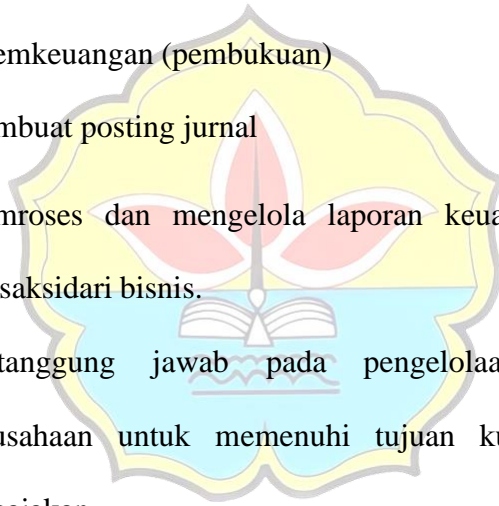 emkeuangan (pembukuan)
mbuat posting jurnal
mroses dan mengelola laporan keua
saksidari bisnis.
tanggung jawab pada pengelolaa
usahaan untuk memenuhi tujuan ku